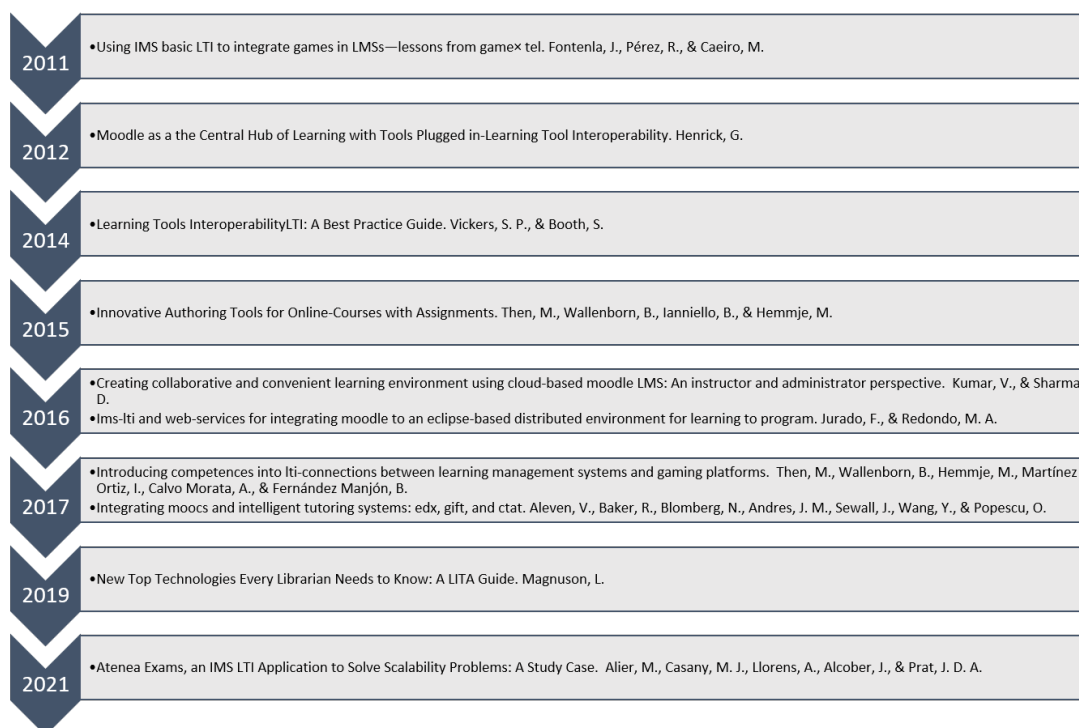 2011
•Using IMS basic LTI to integrate games in LMSs—lessons from game× tel. Fontenla, J., Pérez, R., & Caeiro, M.
2012
•Moodle as a the Central Hub of Learning with Tools Plugged in-Learning Tool Interoperability. Henrick, G.
2014
•Learning Tools InteroperabilityLTI: A Best Practice Guide. Vickers, S. P., & Booth, S.
2015
•Innovative Authoring Tools for Online-Courses with Assignments. Then, M., Wallenborn, B., Ianniello, B., & Hemmje, M.
2016
•Creating collaborative and convenient learning environment using cloud-based moodle LMS: An instructor and administrator perspective. Kumar, V., & Sharma
D.
•Ims-lti and web-services for integrating moodle to an eclipse-based distributed environment for learning to program. Jurado, F., & Redondo, M. A.
2017
•Introducing competences into lti-connections between learning management systems and gaming platforms. Then, M., Wallenborn, B., Hemmje, M., Martínez
Ortiz, I., Calvo Morata, A., & Fernández Manjón, B.
•Integrating moocs and intelligent tutoring systems: edx, gift, and ctat. Aleven, V., Baker, R., Blomberg, N., Andres, J. M., Sewall, J., Wang, Y., & Popescu, O.
2019
•New Top Technologies Every Librarian Needs to Know: A LITA Guide. Magnuson, L.
2021
•Atenea Exams, an IMS LTI Application to Solve Scalability Problems: A Study Case. Alier, M., Casany, M. J., Llorens, A., Alcober, J., & Prat, J. D. A.